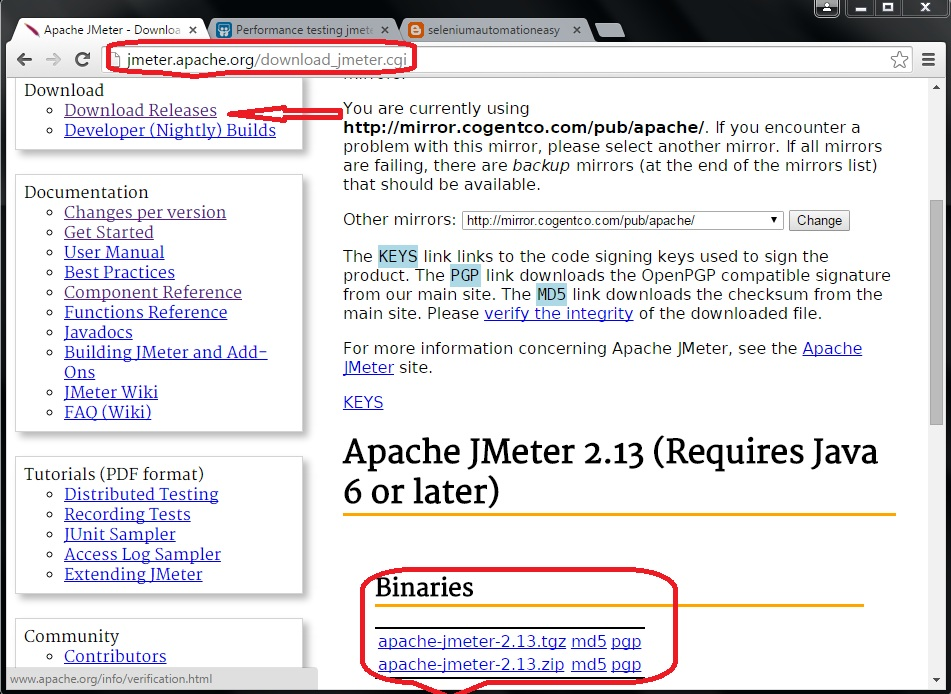 Apache JMeter - Downloa
Performance testing jmete
seleniumautomationeasy
jmeter.apache.org/download_jmeter.cgi
Download
Download Releases
Developer (Nightly) Builds
Documentation
Changes per version
Get Started
User Manual
Best Practices
Component Reference
Functions Reference
Javadocs
Building JMeter and Add-
Ons
JMeter Wiki
FAQ (Wiki)
Tutorials (PDF format)
Distributed Testing
Recording Tests
JUnit Sampler
Access Log Sampler
Extending JMeter
Community
Contributors
www.apache.org/info/verification.html
You are currently using
http://mirror.cogentco.com/pub/apache/. If you encounter a
problem with this mirror, please select another mirror. If all mirrors
are failing, there are backup mirrors (at the end of the mirrors list)
that should be available.
Other mirrors: http://mirror.cogentco.com/pub/apache/ Change
The KEYS link links to the code signing keys used to sign the
product. The PGP link downloads the OpenPGP compatible signature
from our main site. The MD5 link downloads the checksum from the
main site. Please verify the integrity of the downloaded file.
For more information concerning Apache JMeter, see the Apache
JMeter site.
KEYS
Apache JMeter 2.13 (Requires Java
6 or later)
Binaries
apache-jmeter-2.13.tgz md5 pgp
apache-jmeter-2.13.zip md5 pgp